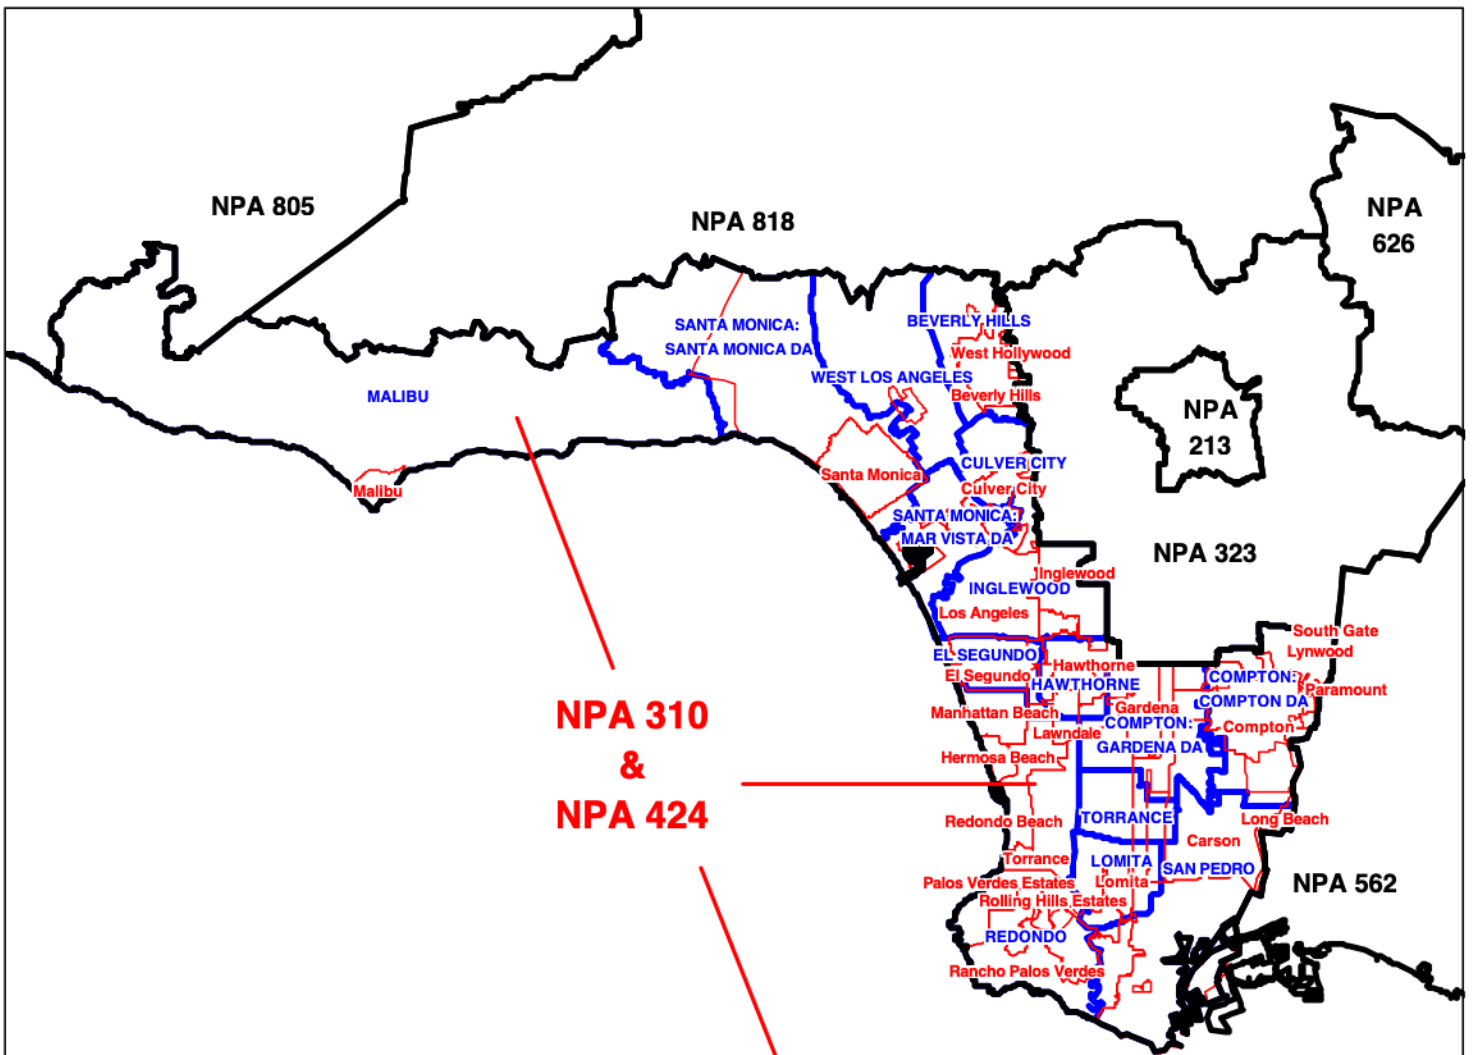 NPA 805
NPA 818
NPA
626
SANTA MONICA:
SANTA MONICA DA
BEVERLY HILLS
West Hollywood
WEST LOS ANGELES
Beverly Hills
MALIBU
NPA
213
CULVER CITY
Santa Monica
Culver City
Malibu
SANTA MONICA:
MAR VISTA DA
NPA 323
Inglewood
INGLEWOOD
Los Angeles
South Gate
Lynwood
EL SEGUNDO
Hawthorne
El Segundo
HAWTHORNE
COMPTON:
COMPTON DA
Paramount
Manhattan Beach
Gardena
COMPTON:
Compton
Lawndale
GARDENA DA
Hermosa Beach
NPA 310
&
NPA 424
Redondo Beach
TORRANCE
Long Beach
Carson
Torrance
LOMITA
SAN PEDRO
Palos Verdes Estates
Lomita
NPA 562
Rolling Hills Estates
REDONDO
Rancho Palos Verdes